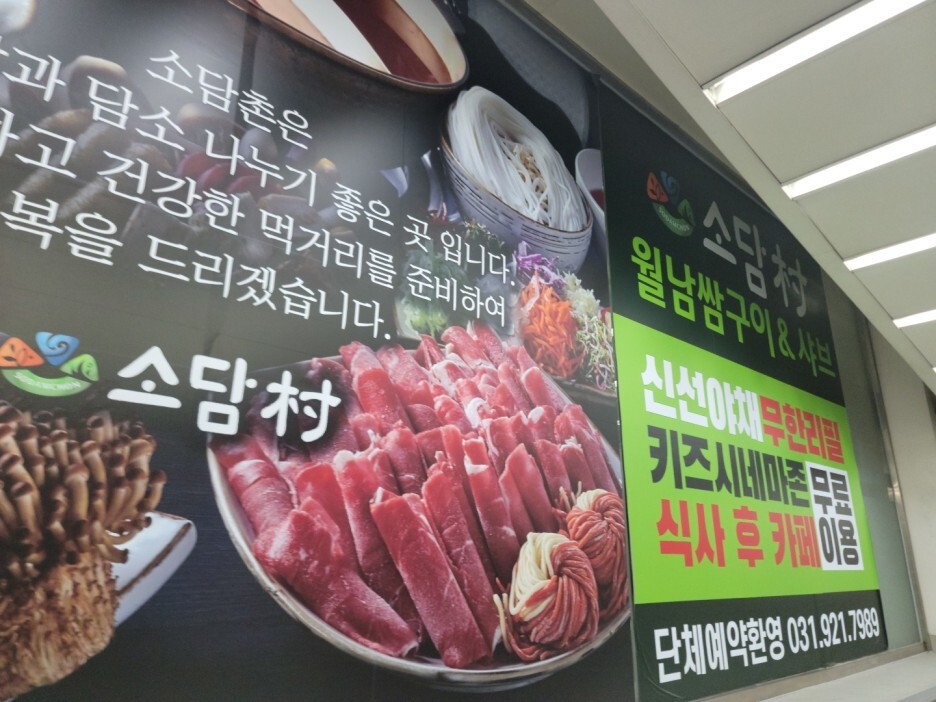 소담촌은
과 담소 나누기 좋은 곳 입니다!
하고 건강한 먹거리를 준비하여
복을 드리겠습니다.
소담村
소담村
월남쌈구이 & 샤브
신선야채무한리필
키즈시네마존 무료
식사 후 카페 이용
단체예약환영 031.921.7989